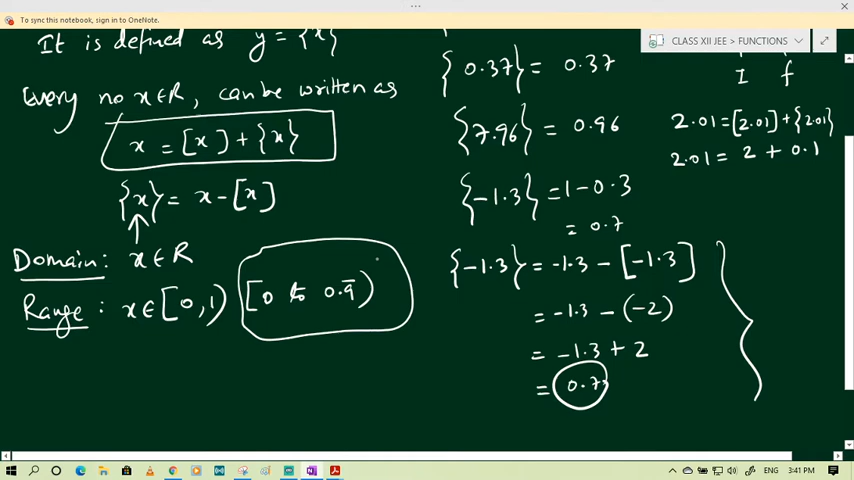 To sync this notebook, sign in to OneNote.
CLASS XII JEE > FUNCTIONS
It is defined as y = {x}
Every no x∈R, can be written as
x = [x] + {x}
{x} = x - [x]
Domain: x∈R
Range: x∈[0,1) [0 to 0.9̅)
{0.37} = 0.37
{7.96} = 0.96
{-1.3} = 1-0.3
= 0.7
{-1.3} = -1.3 - [-1.3]
= -1.3 - (-2)
= -1.3 + 2
= 0.7
I f
2.01 = [2.01] + {2.01}
2.01 = 2 + 0.1
ENG 3:41 PM